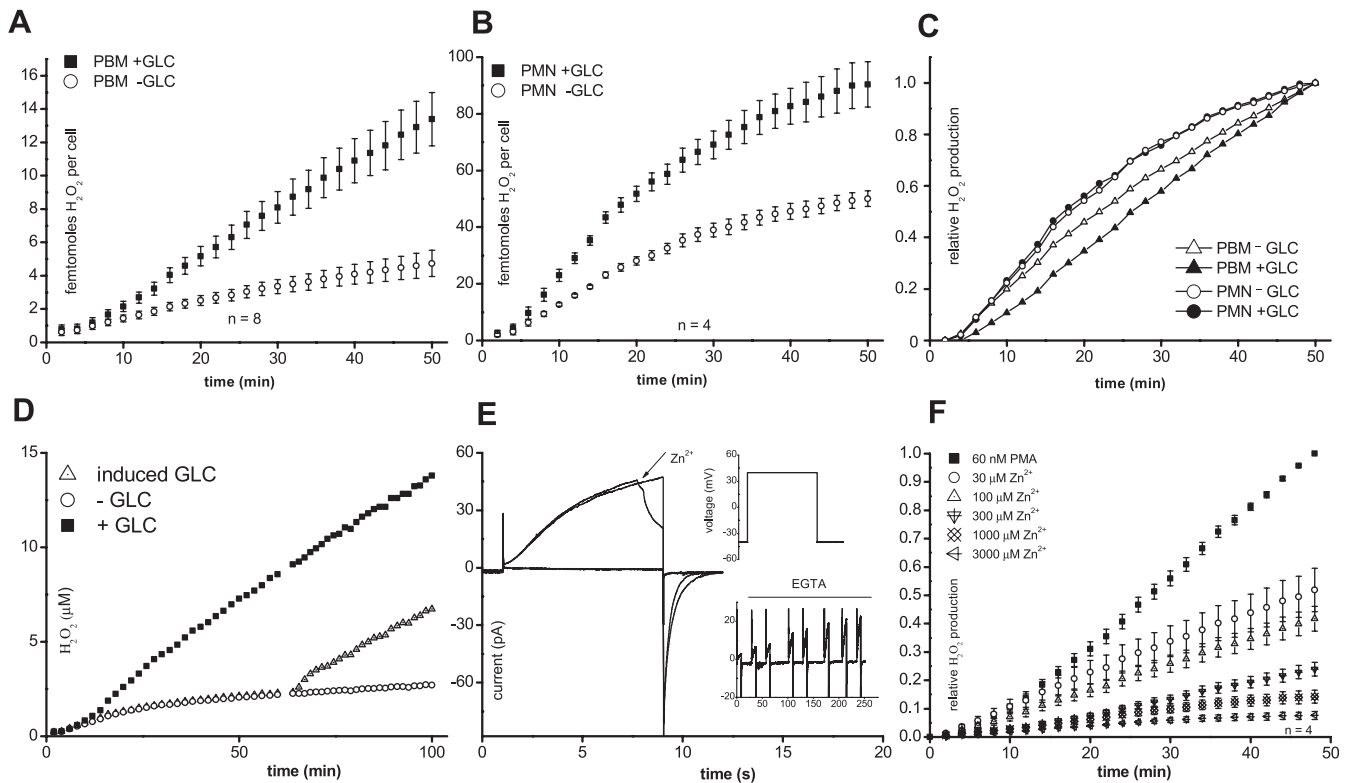 A
PBM +GLC
PBM -GLC
16
14
12
10
8
6
4
2
0
femtomoles H₂O₂ per cell
n = 8
0 10 20 30 40 50
time (min)
B
PMN +GLC
PMN -GLC
100
80
60
40
20
0
femtomoles H₂O₂ per cell
n = 4
0 10 20 30 40 50
time (min)
C
1.0
0.8
0.6
0.4
0.2
0
relative H₂O₂ production
PBM – GLC
PBM +GLC
PMN – GLC
PMN +GLC
10 20 30 40 50
time (min)
D
induced GLC
- GLC
+ GLC
15
10
5
0
H₂O₂ (µM)
50 100
time (min)
E
60
30
0
-30
-60
current (pA)
Zn²⁺
voltage (mV)
60
30
0
-30
-60
EGTA
40
20
0
-20
0 50 100 150 200 250
0 5 10 15 20
time (s)
F
60 nM PMA
30 µM Zn²⁺
100 µM Zn²⁺
300 µM Zn²⁺
1000 µM Zn²⁺
3000 µM Zn²⁺
1.0
0.9
0.8
0.7
0.6
0.5
0.4
0.3
0.2
0.1
0.0
relative H₂O₂ production
n = 4
0 10 20 30 40 50
time (min)